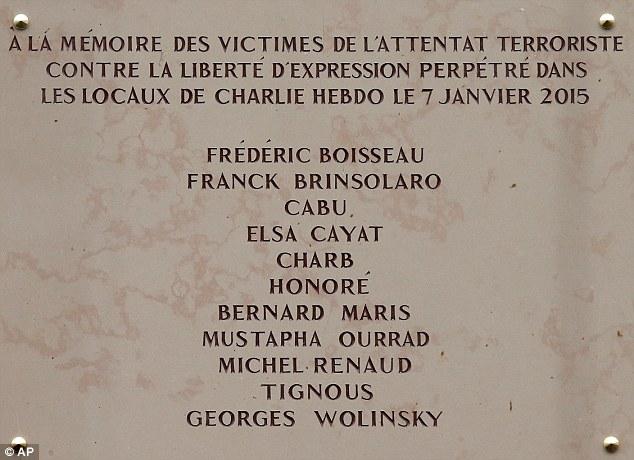 À LA MÉMOIRE DES VICTIMES DE L'ATTENTAT TERRORISTE
CONTRE LA LIBERTÉ D'EXPRESSION PERPÉTRÉ DANS
LES LOCAUX DE CHARLIE HEBDO LE 7 JANVIER 2015
FRÉDÉRIC BOISSEAU
FRANCK BRINSOLARO
CABU
ELSA CAYAT
CHARB
HONORÉ
BERNARD MARIS
MUSTAPHA OURRAD
MICHEL RENAUD
TIGNOUS
GEORGES WOLINSKY
© AP